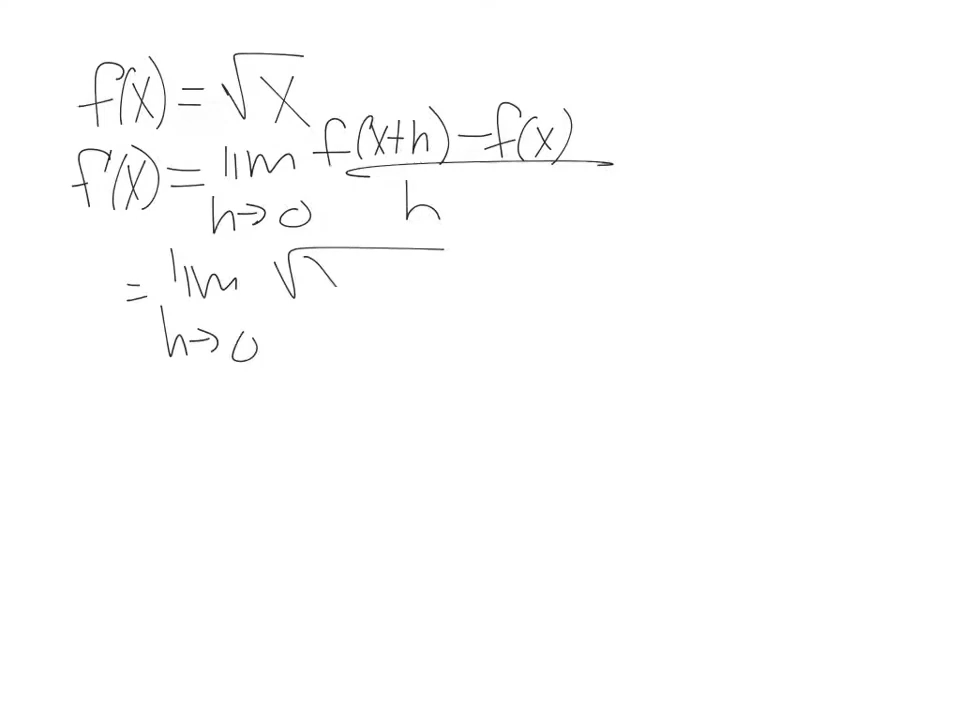 f(x) = √x
f'(x) = lim h→0 f(x+h) - f(x) / h
= lim h→0 √